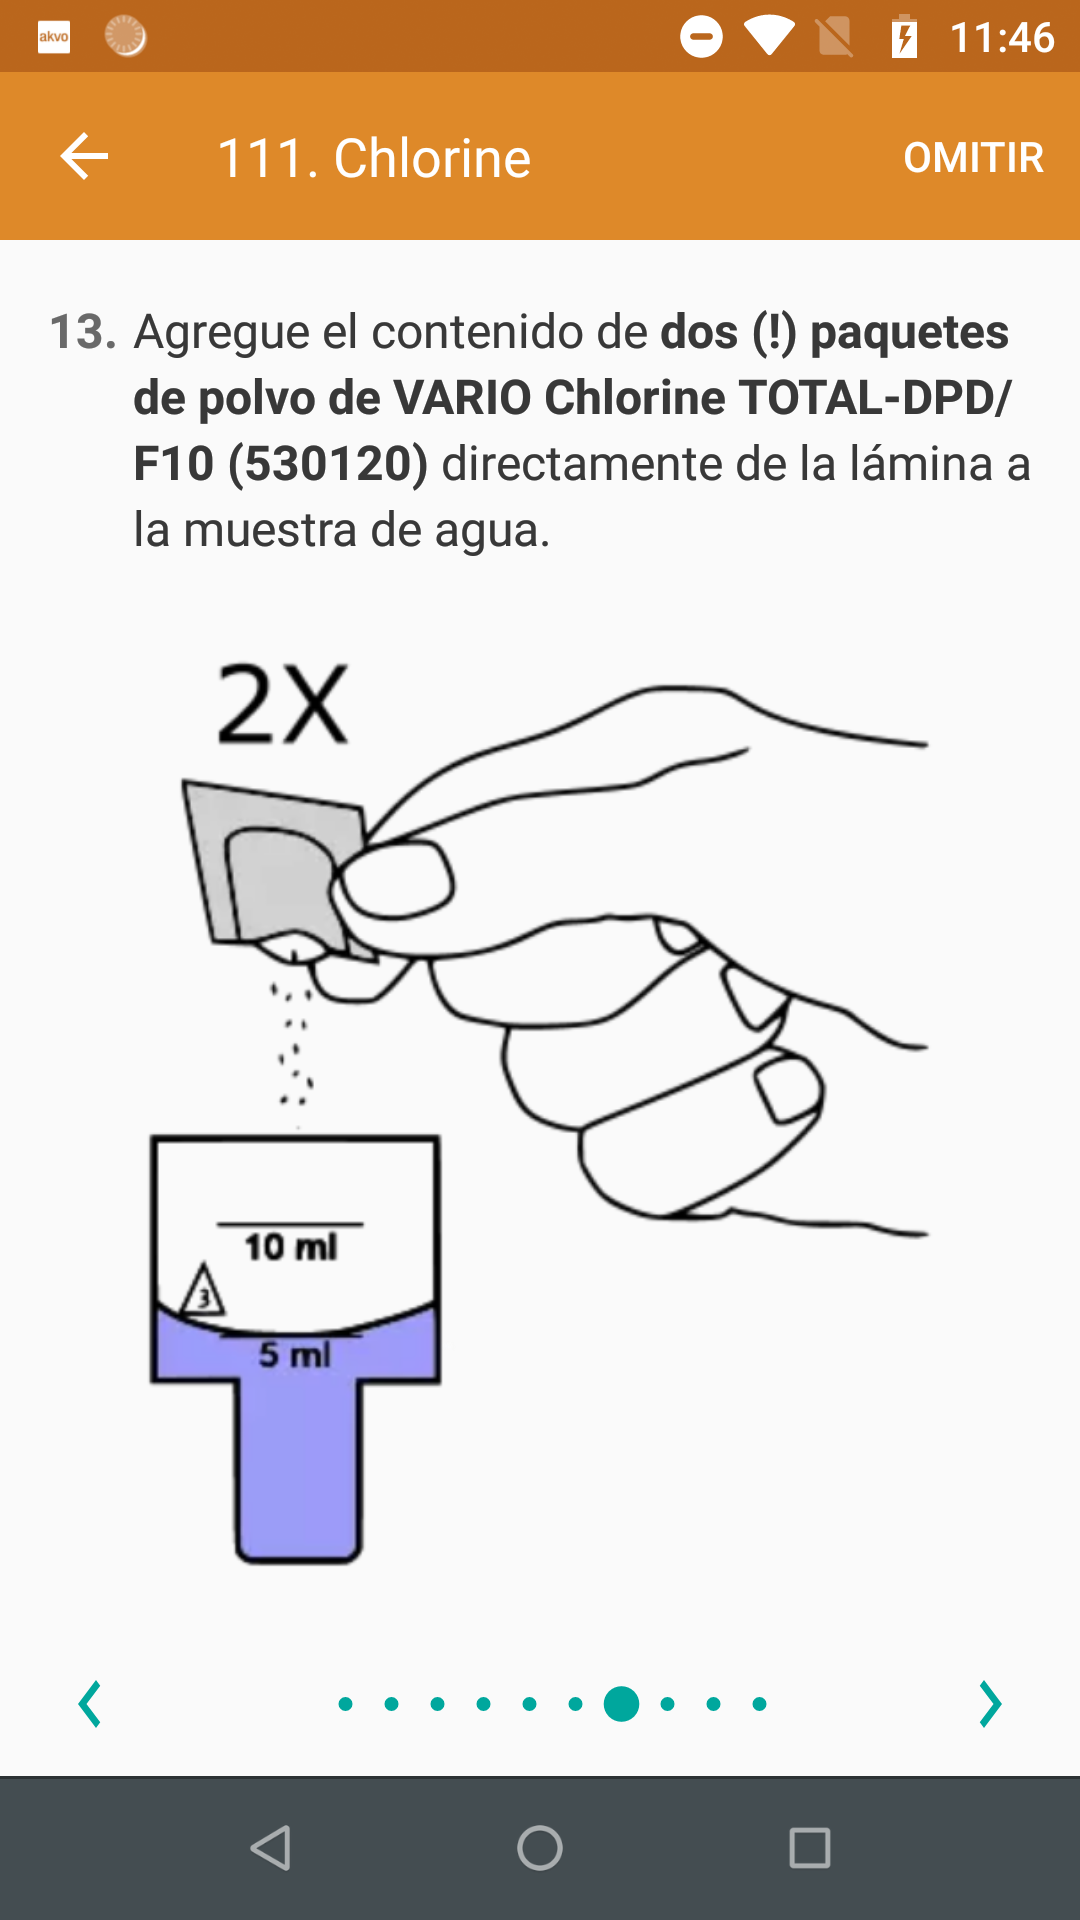 akvo
11:46
111. Chlorine
OMITIR
13. Agregue el contenido de dos (!) paquetes
de polvo de VARIO Chlorine TOTAL-DPD/
F10 (530120) directamente de la lámina a
la muestra de agua.
2X
10 ml
3
5 ml